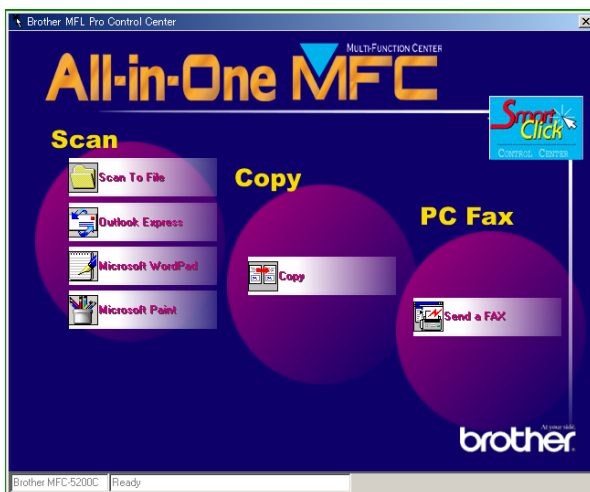 Brother MFL Pro Control Center
MULTI-FUNCTION CENTER
All-in-One MFC
Smart
Click
CONTROL CENTER
Scan
Scan To File
Outlook Express
Microsoft WordPad
Microsoft Paint
Copy
Copy
PC Fax
Send a FAX
At your side.
brother
Brother MFC-5200C
Ready